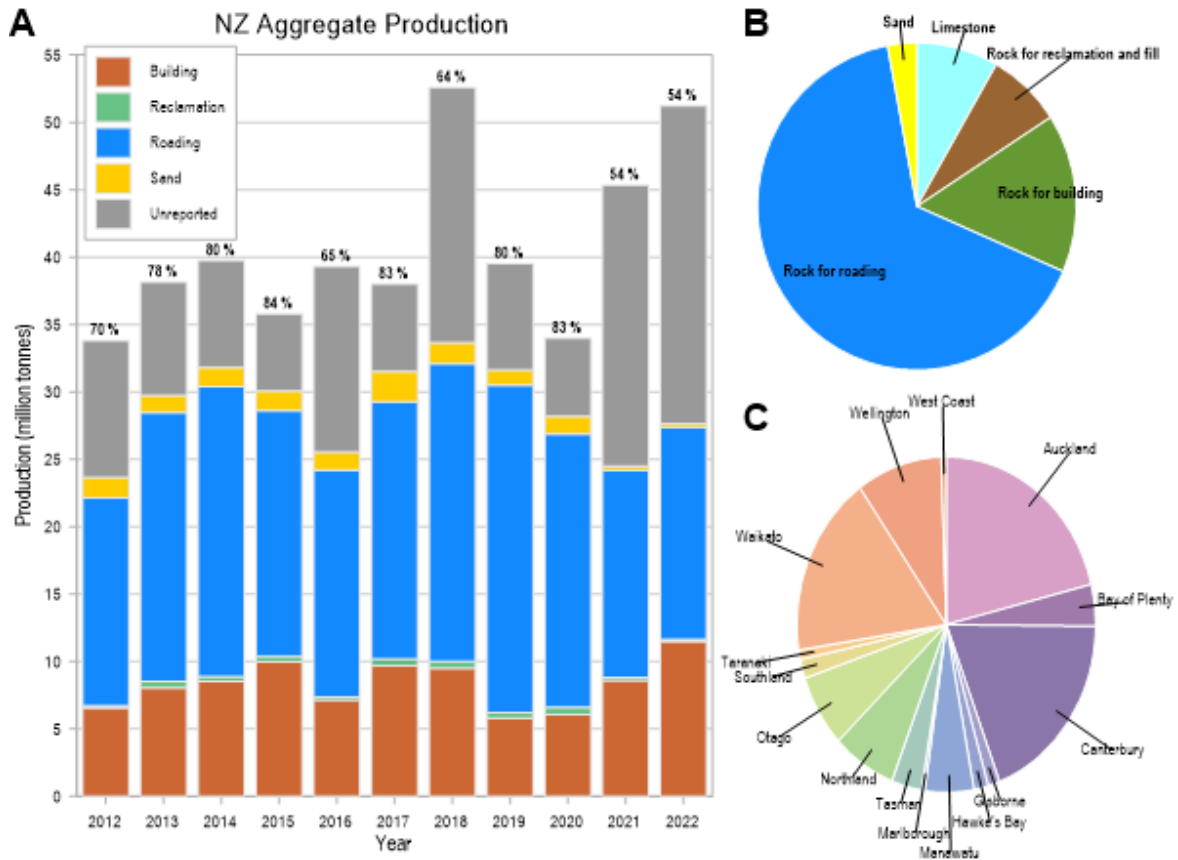 A
NZ Aggregate Production
Building
Reclamation
Roading
Sand
Unreported
70 %
78 %
80 %
84 %
65 %
83 %
64 %
80 %
83 %
54 %
54 %
Production (million tonnes)
55
50
45
40
35
30
25
20
15
10
5
0
2012
2013
2014
2015
2016
2017
2018
2019
2020
2021
2022
Year
B
Sand
Limestone
Rock for reclamation and fill
Rock for building
Rock for roading
C
West Coast
Wellington
Auckland
Waikato
Bay of Plenty
Taranaki
Southland
Otago
Canterbury
Northland
Tasman
Gisborne
Hawke's Bay
Marlborough
Manawatu